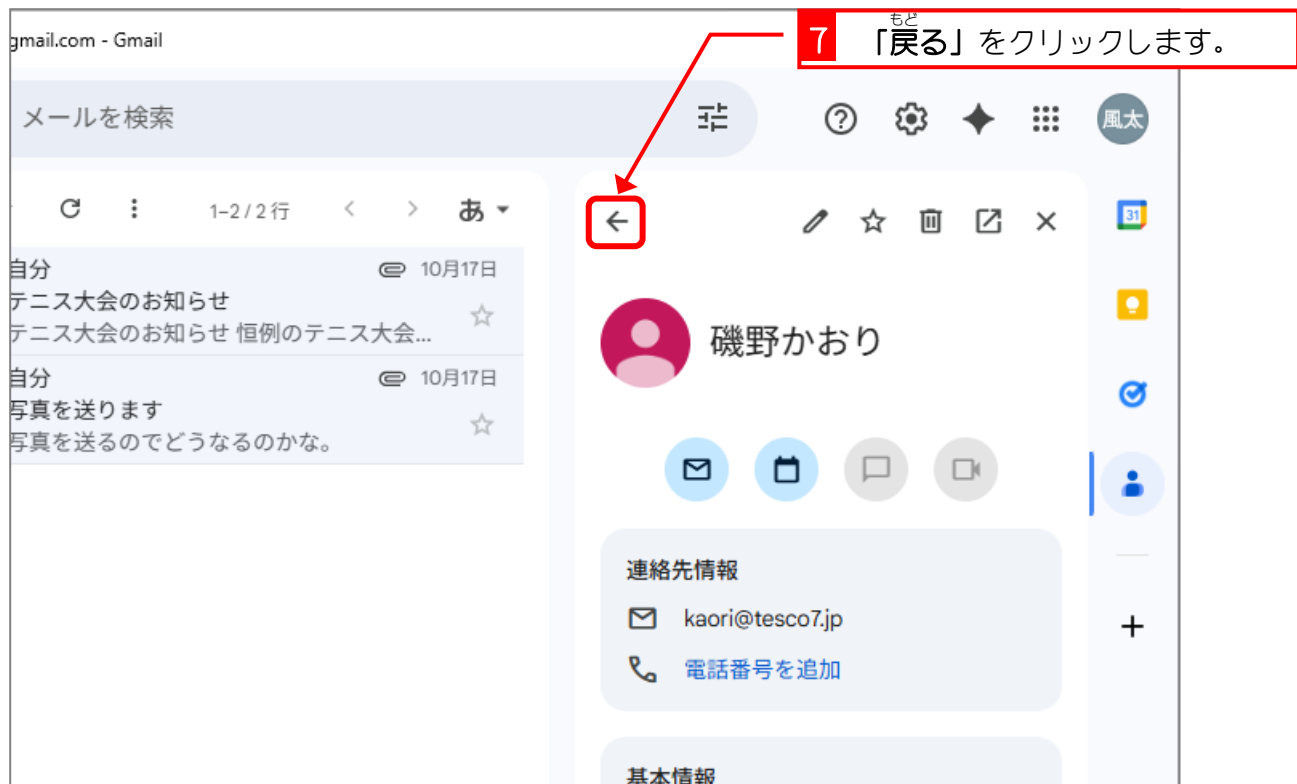 gmail.com - Gmail
もど
7 「戻る」をクリックします。
メールを検索
風太
1–2 / 2 行
あ
31
自分 10月17日
テニス大会のお知らせ
テニス大会のお知らせ 恒例のテニス大会...
自分 10月17日
写真を送ります
写真を送るのでどうなるのかな。
磯野かおり
連絡先情報
kaori@tesco7.jp
電話番号を追加
基本情報